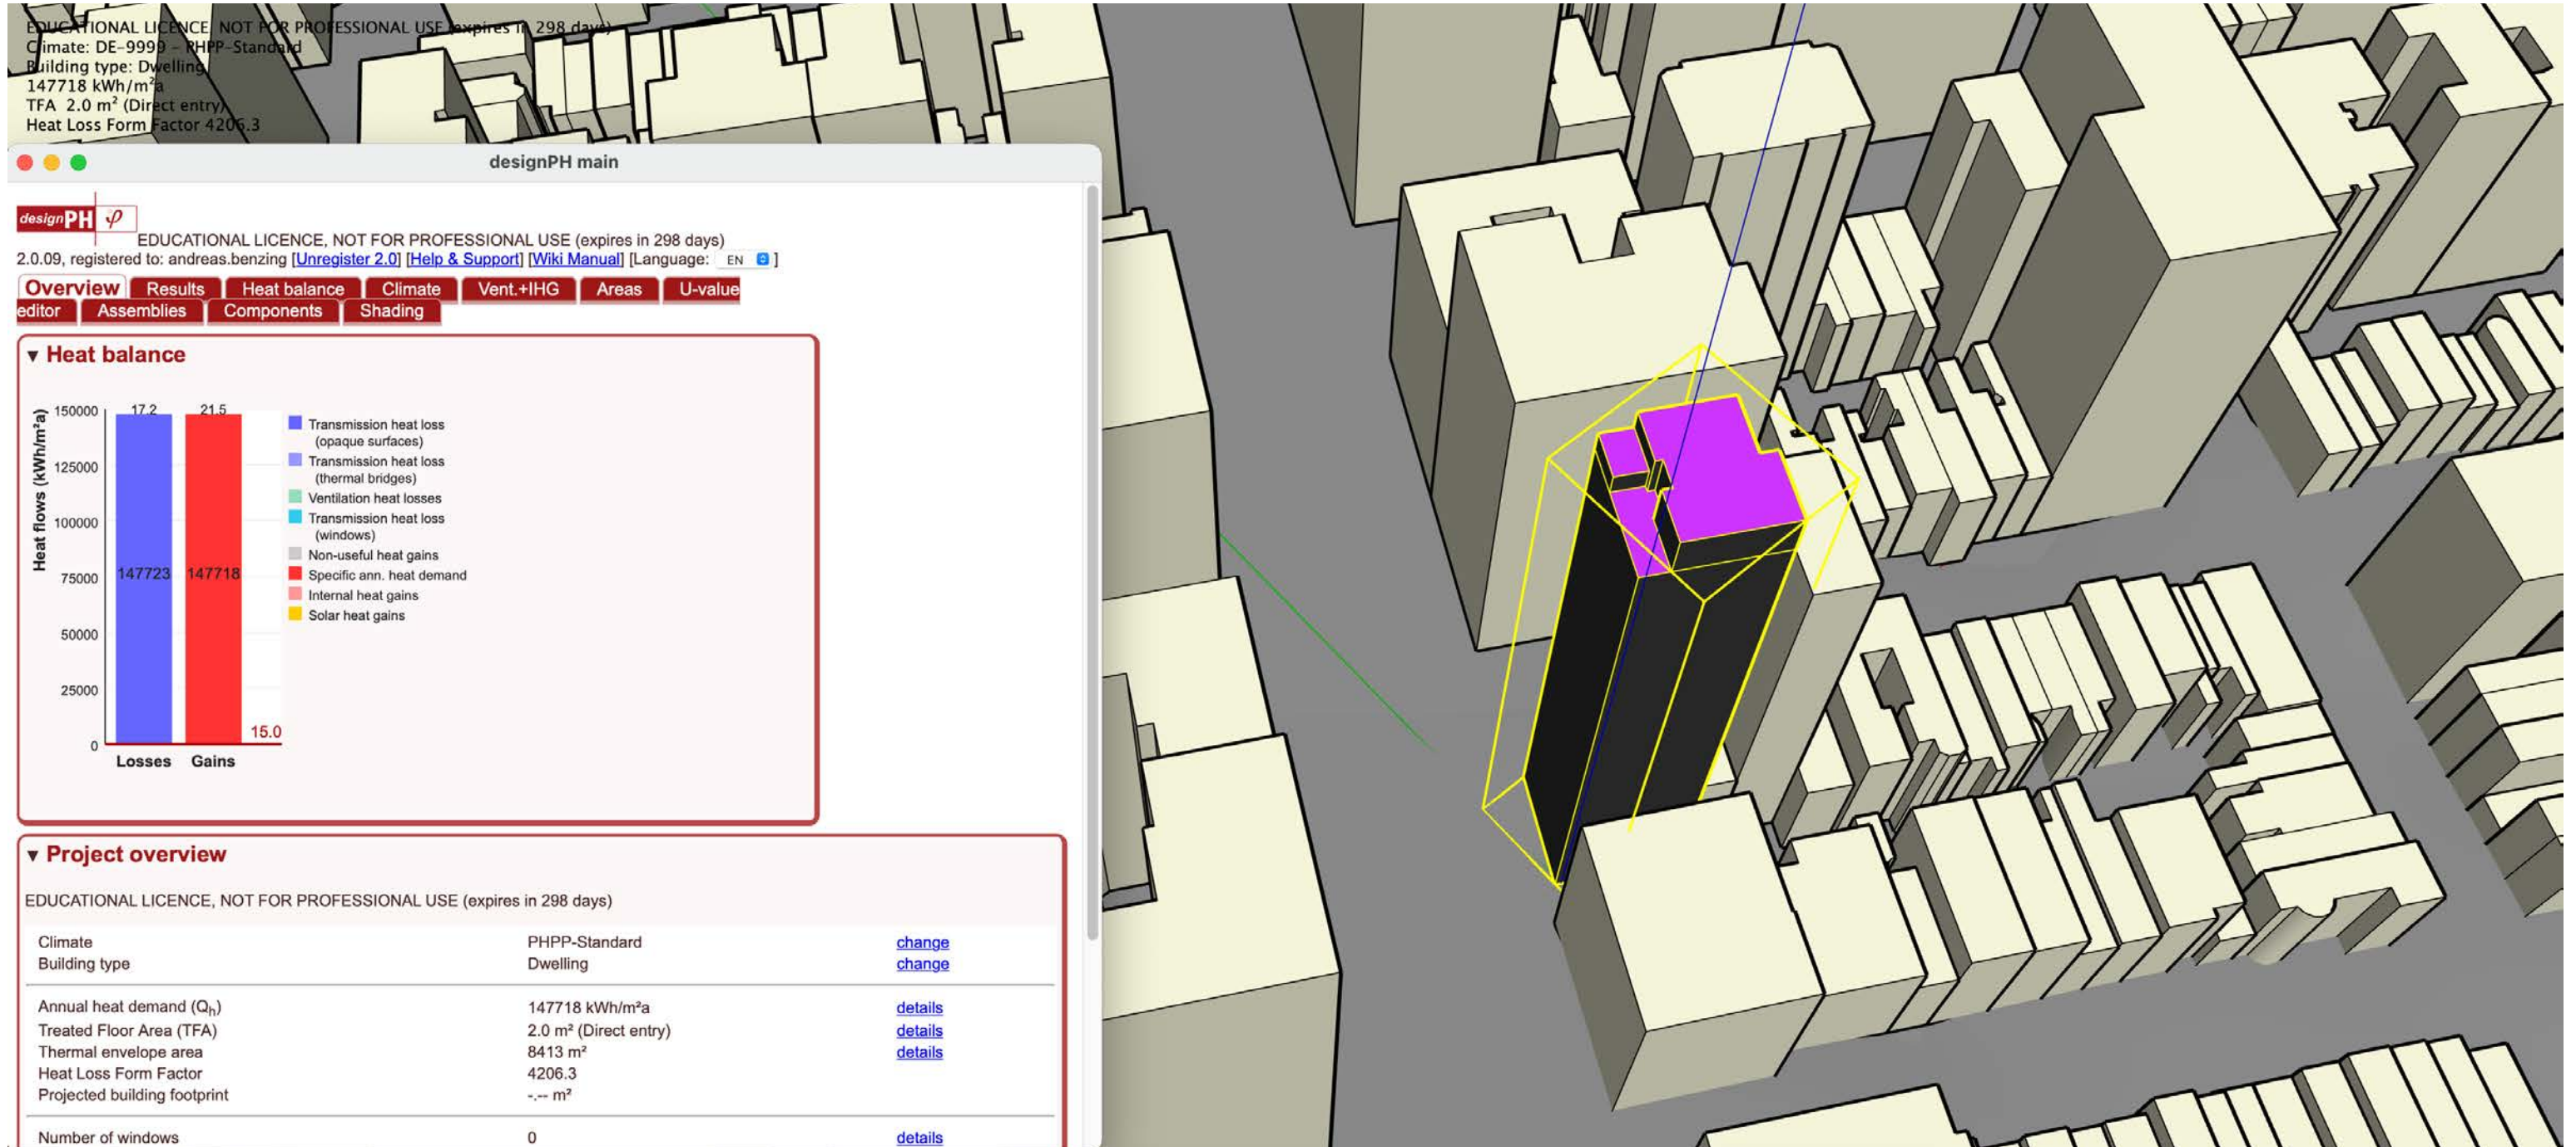 EDUCATIONAL LICENCE, NOT FOR PROFESSIONAL USE (expires in 298 days)
Climate: DE-9999 - PHPP-Standard
Building type: Dwelling
147718 kWh/m²a
TFA 2.0 m² (Direct entry)
Heat Loss Form Factor 4206.3
designPH main
designPH φ
EDUCATIONAL LICENCE, NOT FOR PROFESSIONAL USE (expires in 298 days)
2.0.09, registered to: andreas.benzing [Unregister 2.0] [Help & Support] [Wiki Manual] [Language: EN ]
Overview Results Heat balance Climate Vent.+IHG Areas U-value
editor Assemblies Components Shading
▼ Heat balance
Heat flows (kWh/m²a)
150000
125000
100000
75000
50000
25000
0
17.2 21.5
147723 147718
15.0
Losses Gains
Transmission heat loss
(opaque surfaces)
Transmission heat loss
(thermal bridges)
Ventilation heat losses
Transmission heat loss
(windows)
Non-useful heat gains
Specific ann. heat demand
Internal heat gains
Solar heat gains
▼ Project overview
EDUCATIONAL LICENCE, NOT FOR PROFESSIONAL USE (expires in 298 days)
Climate PHPP-Standard change
Building type Dwelling change
Annual heat demand (Qh) 147718 kWh/m²a details
Treated Floor Area (TFA) 2.0 m² (Direct entry) details
Thermal envelope area 8413 m² details
Heat Loss Form Factor 4206.3
Projected building footprint -.-- m²
Number of windows 0 details